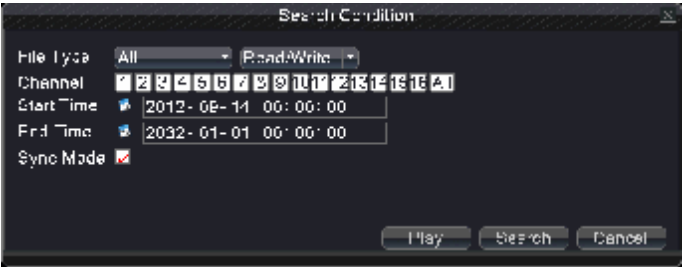 Search Condition
File Type All Read/Write
Channel 1 2 3 4 5 6 7 8 9 10 11 12 13 14 15 16 All
Start Time 2012-08-14 00:00:00
End Time 2032-01-01 00:00:00
Sync Mode
Play Search Cancel